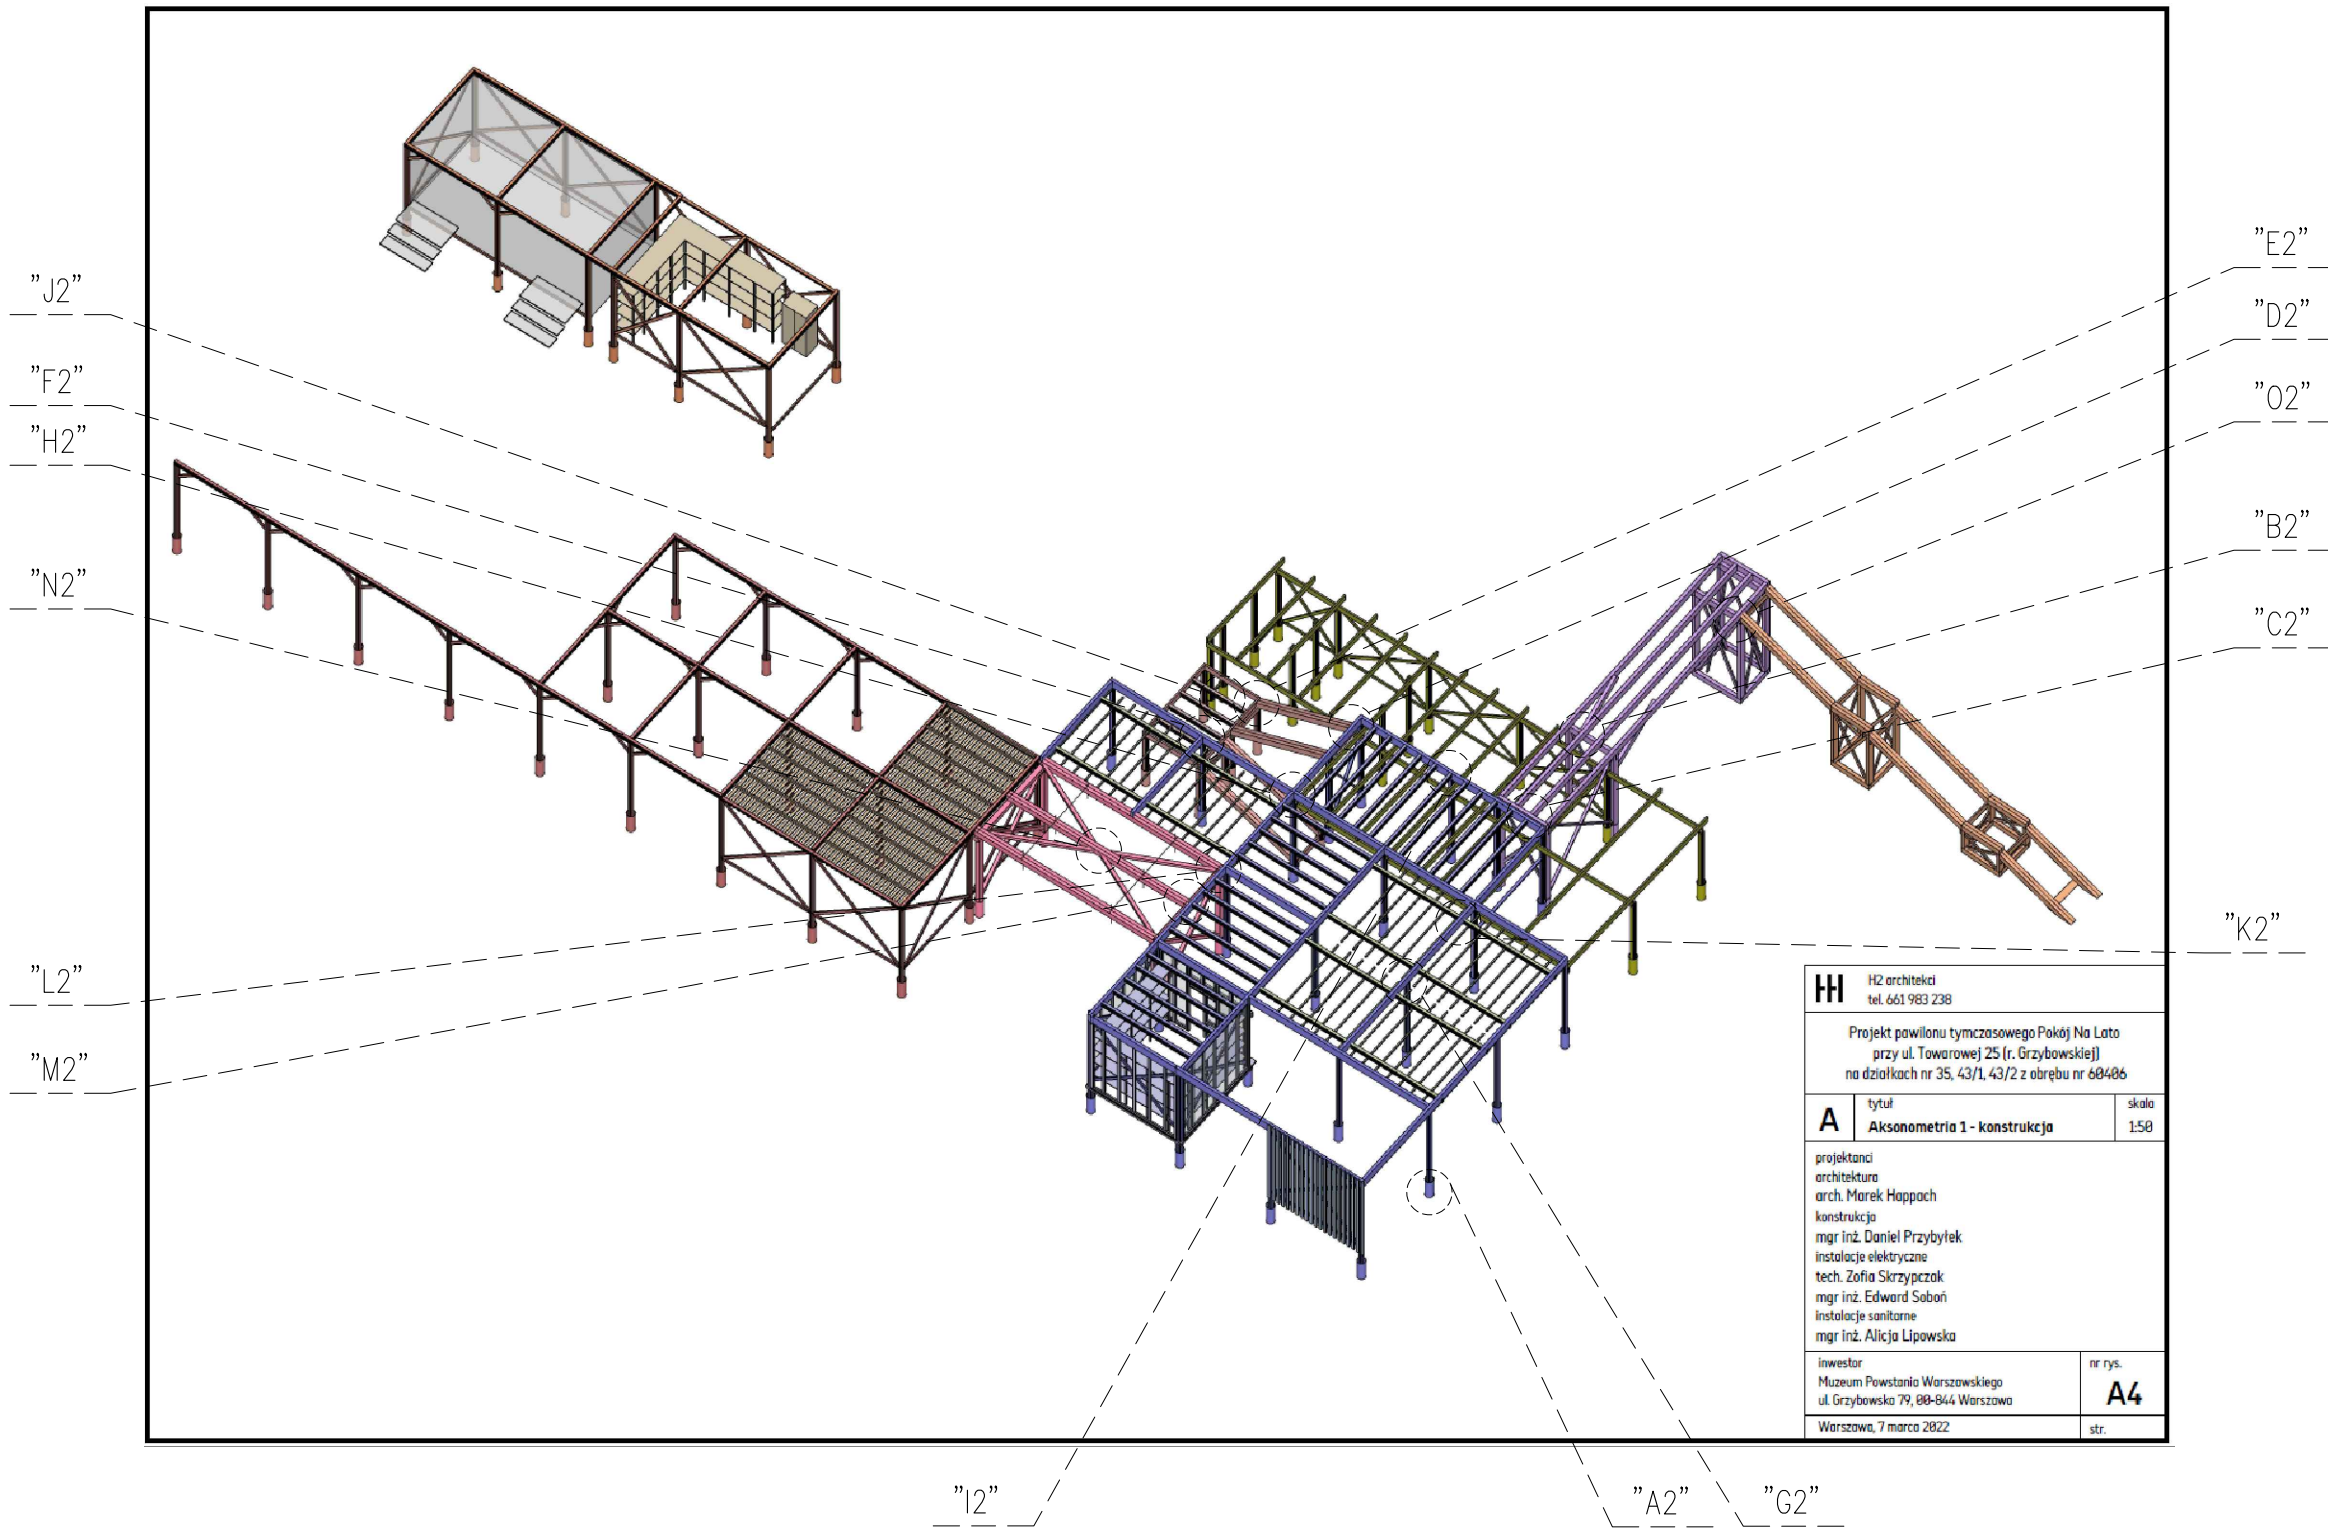 "J2"
"F2"
"H2"
"N2"
"L2"
"M2"
"E2"
"D2"
"O2"
"B2"
"C2"
"K2"
"I2"
"A2"
"G2"
H2 architekci
tel. 661 983 238
Projekt pawilonu tymczasowego Pokój Na Lato
przy ul. Towarowej 25 (r. Grzybowskiej)
na działkach nr 35, 43/1, 43/2 z obrębu nr 60406
A
tytuł
Aksonometria 1 - konstrukcja
skala
1:50
projektanci
architektura
arch. Marek Happach
konstrukcja
mgr inż. Daniel Przybyłek
instalacje elektryczne
tech. Zofia Skrzypczak
mgr inż. Edward Soboń
instalacje sanitarne
mgr inż. Alicja Lipowska
inwestor
Muzeum Powstania Warszawskiego
ul. Grzybowska 79, 00-844 Warszawa
nr rys.
A4
Warszawa, 7 marca 2022
str.